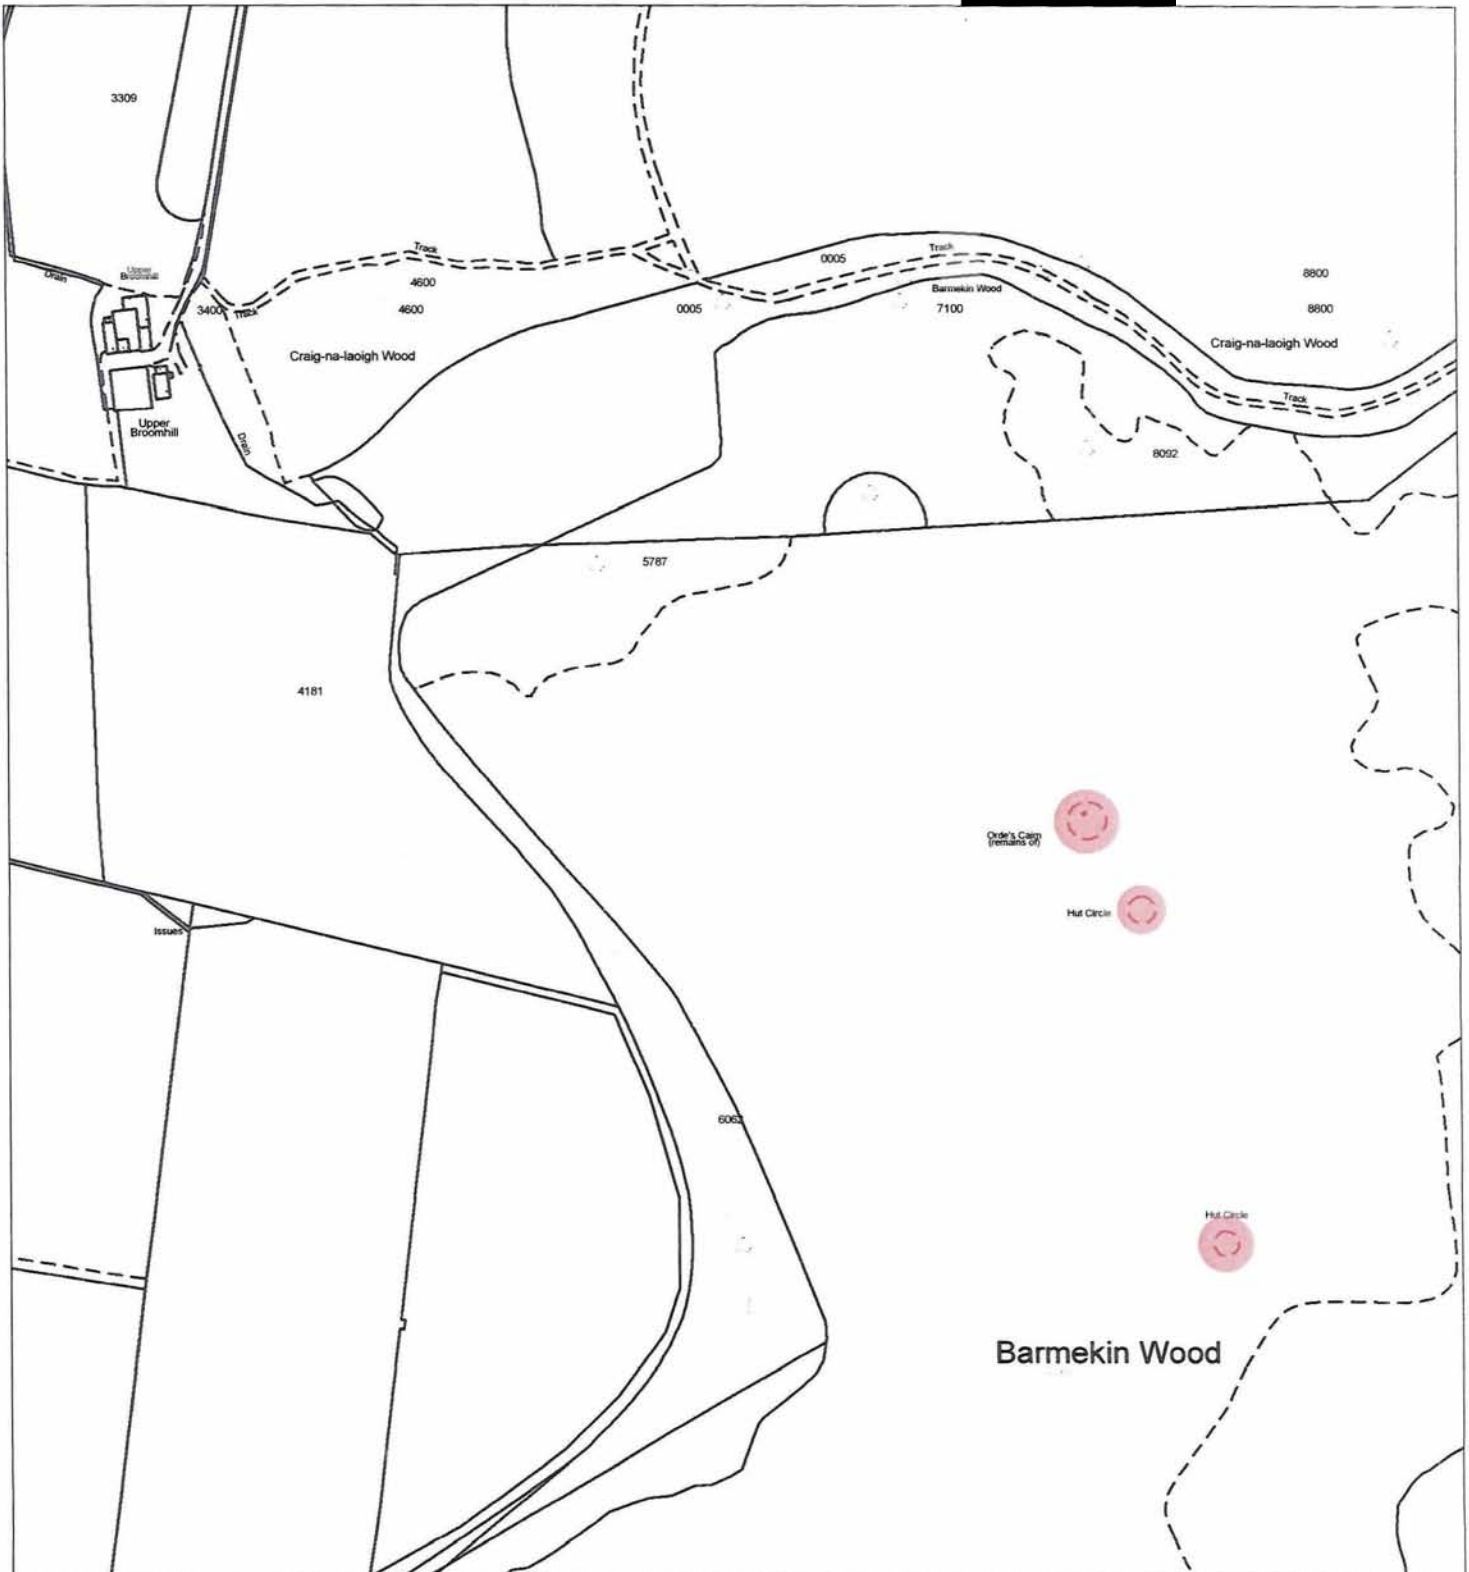 3309
Track
Track
0005
8800
Drain
Upper
Broomhill
4600
Barmekin Wood
3400
Track
4600
0005
7100
8800
Craig-na-laoigh Wood
Craig-na-laoigh Wood
Track
Upper
Broomhill
Drain
8092
5787
4181
Orde's Cairn
(remains of)
Hut Circle
Issues
6062
Hut Circle
Barmekin Wood